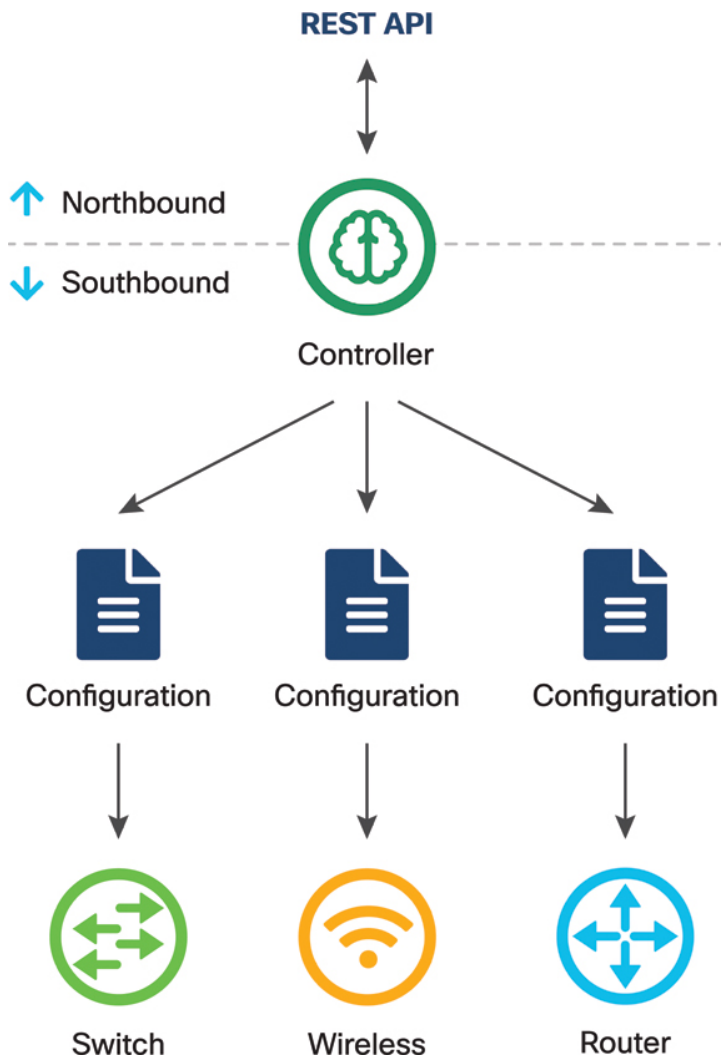 REST API
Northbound
Southbound
Controller
Configuration
Configuration
Configuration
Switch
Wireless
Router